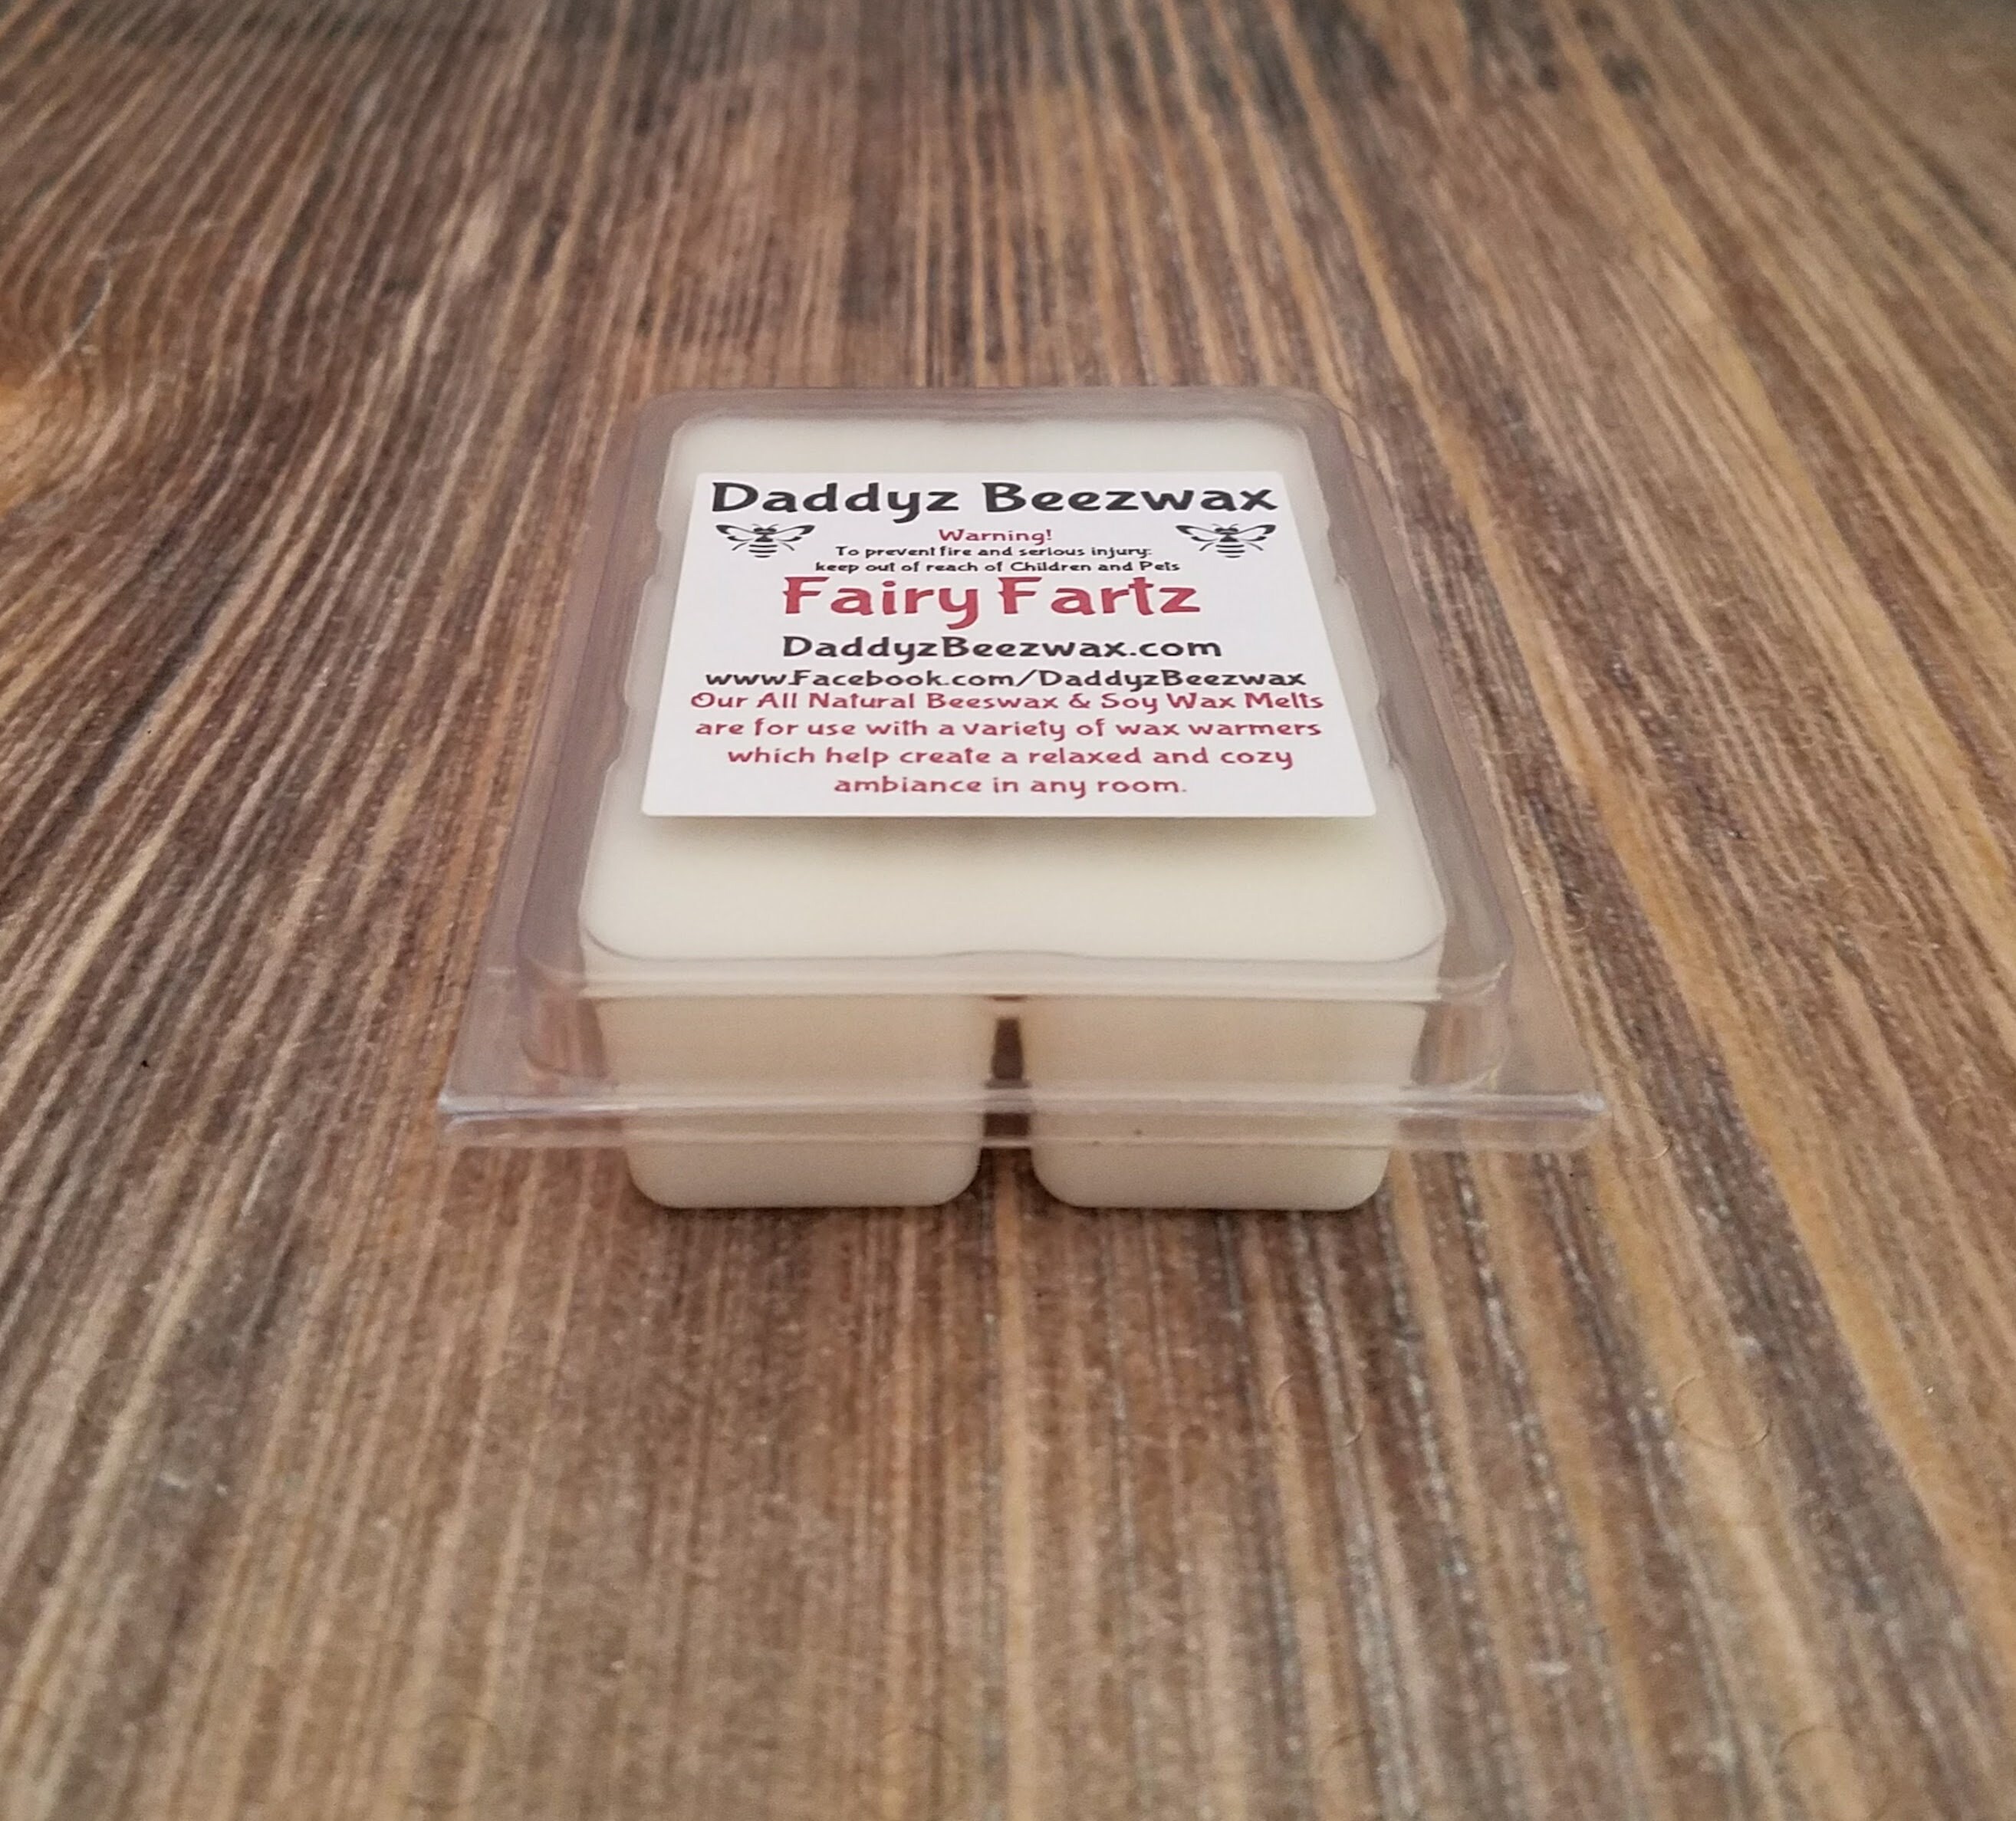 Daddyz Beezwax
Warning!
To prevent fire and serious injury:
keep out of reach of Children and Pets
Fairy Fartz
DaddyzBeezwax.com
www.Facebook.com/DaddyzBeezwax
Our All Natural Beeswax & Soy Wax Melts
are for use with a variety of wax warmers
which help create a relaxed and cozy
ambiance in any room.